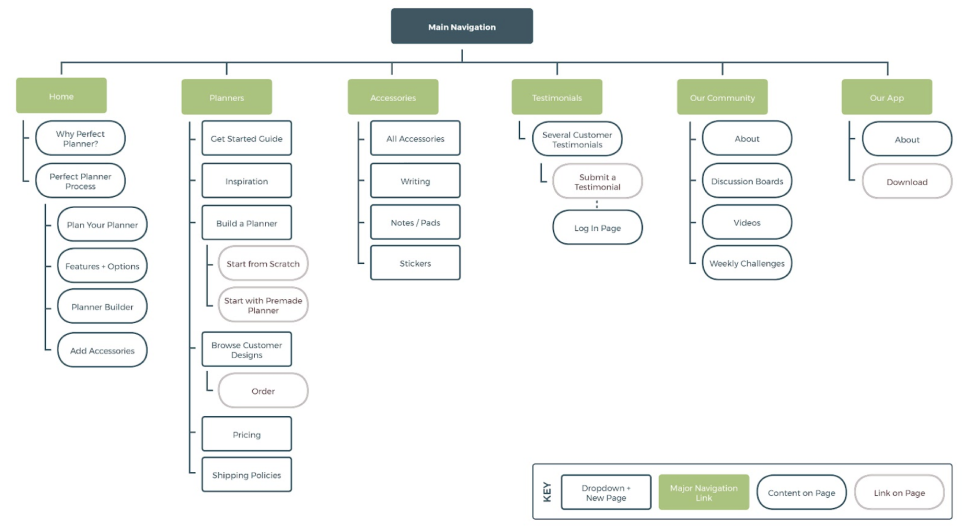 Main Navigation
Home
Why Perfect
Planner?
Perfect Planner
Process
Plan Your Planner
Features + Options
Planner Builder
Add Accessories
Planners
Get Started Guide
Inspiration
Build a Planner
Start from Scratch
Start with Premade
Planner
Browse Customer
Designs
Order
Pricing
Shipping Policies
Accessories
All Accessories
Writing
Notes / Pads
Stickers
Testimonials
Several Customer
Testimonials
Submit a
Testimonial
Log In Page
Our Community
About
Discussion Boards
Videos
Weekly Challenges
Our App
About
Download
KEY
Dropdown +
New Page
Major Navigation
Link
Content on Page
Link on Page